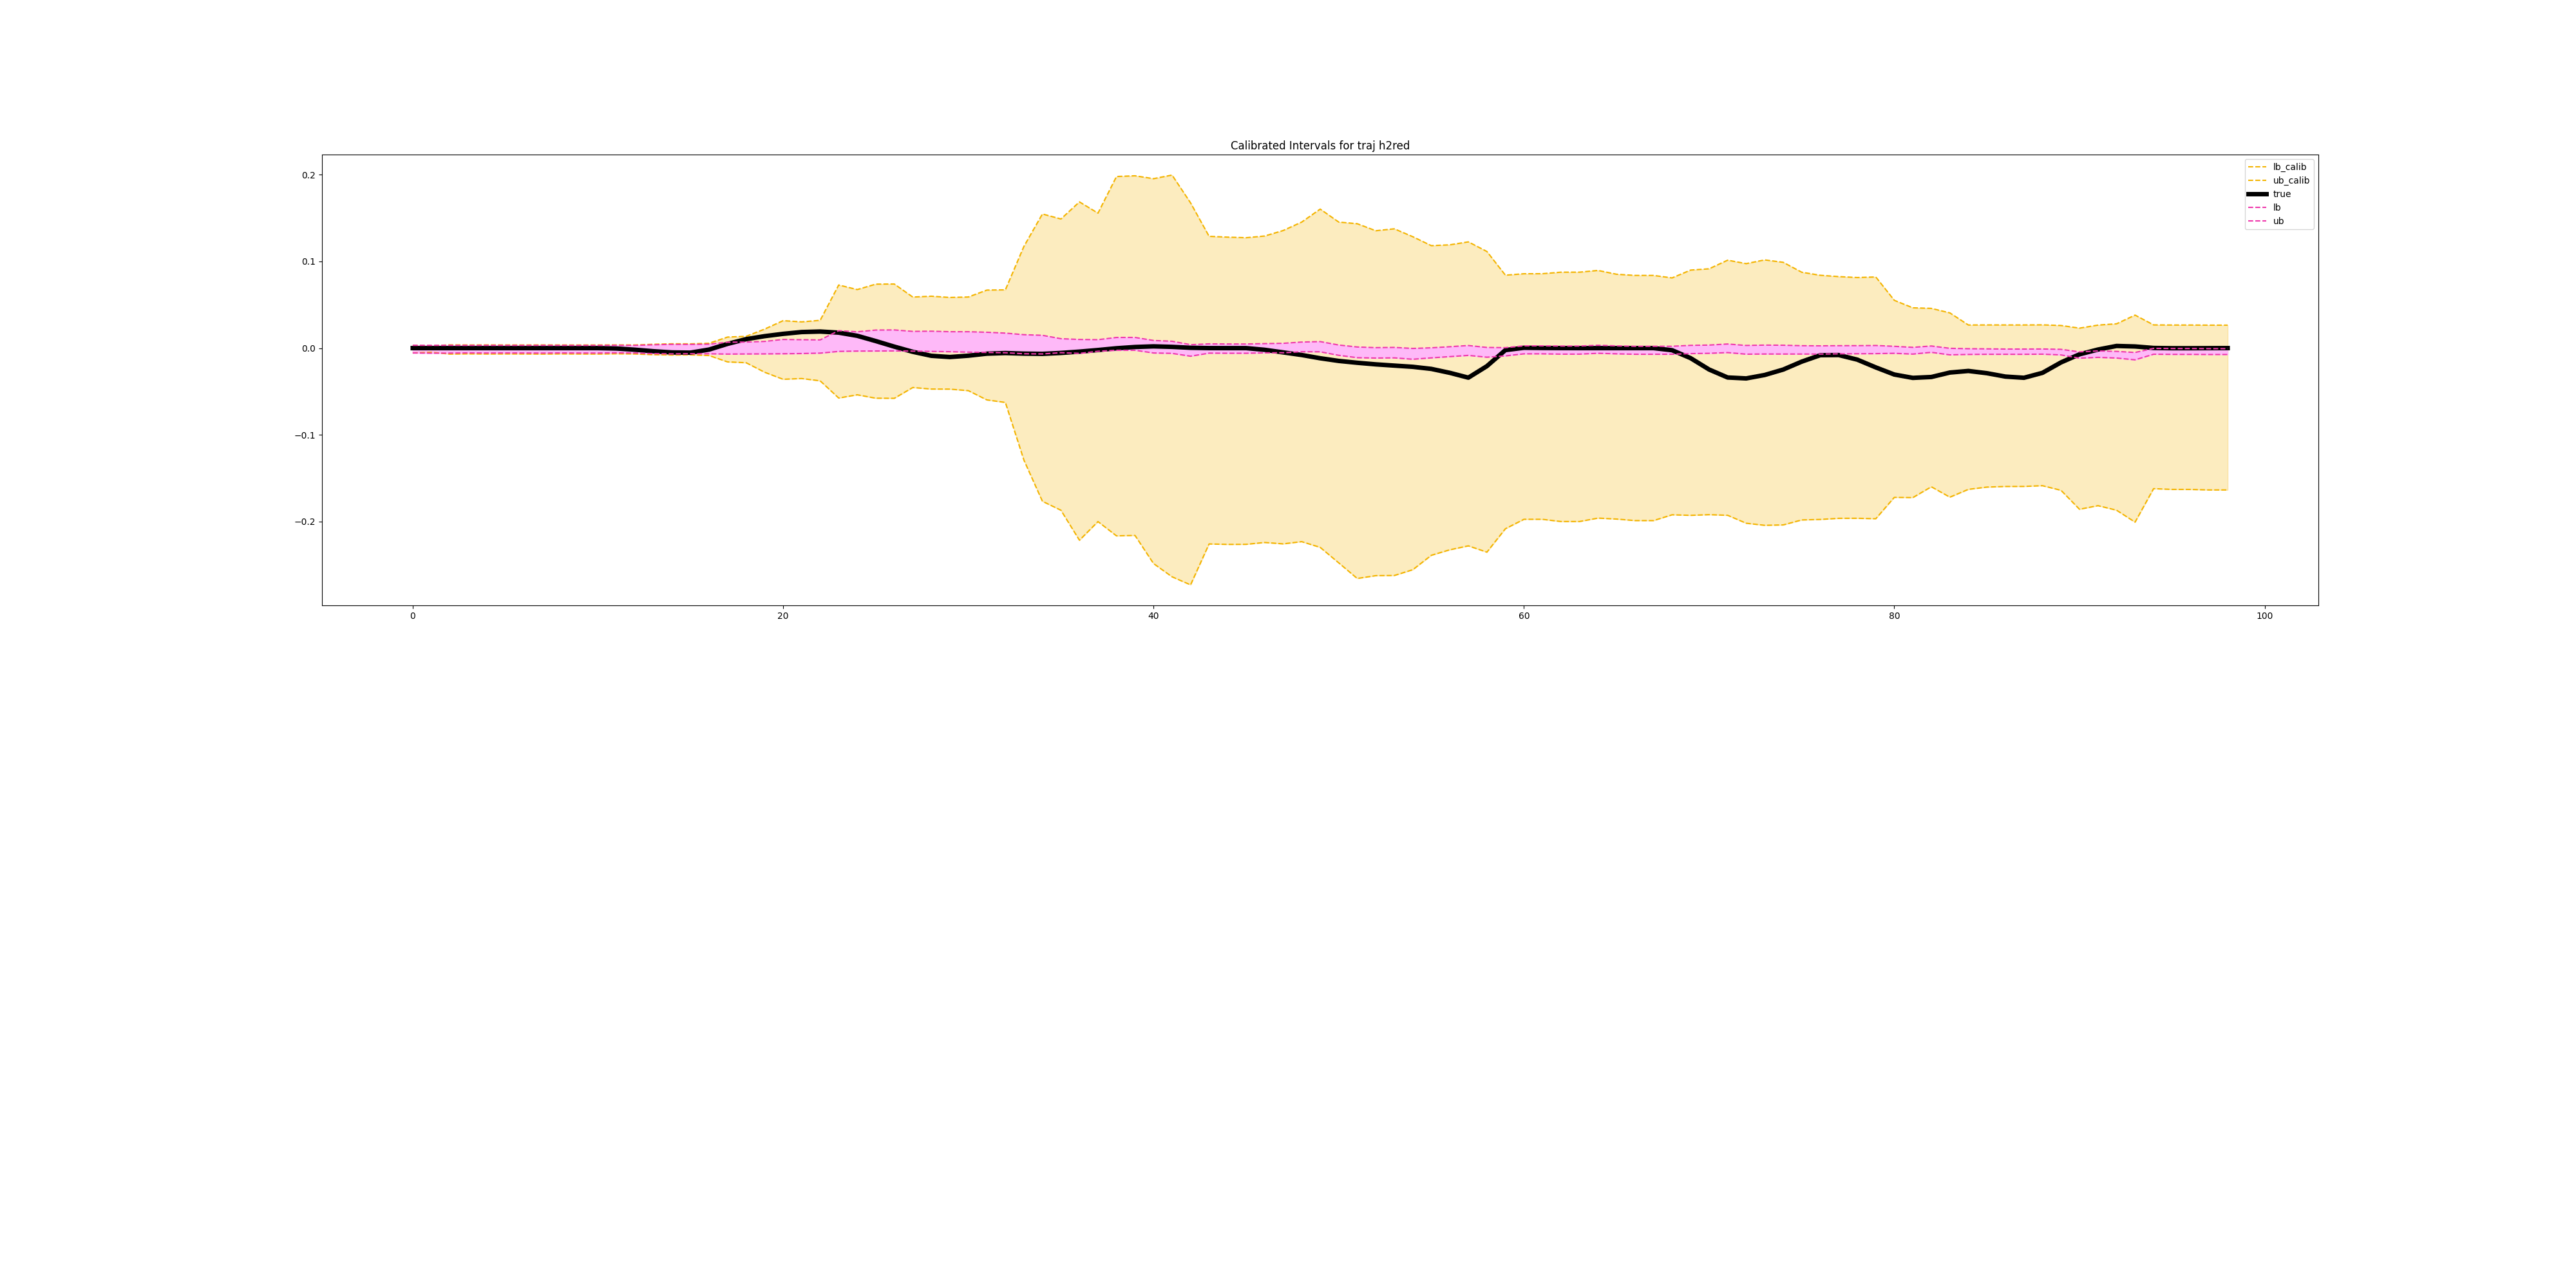 Calibrated Intervals for traj h2red
0.2
0.1
0.0
−0.1
−0.2
0
20
40
60
80
100
lb_calib
ub_calib
true
lb
ub